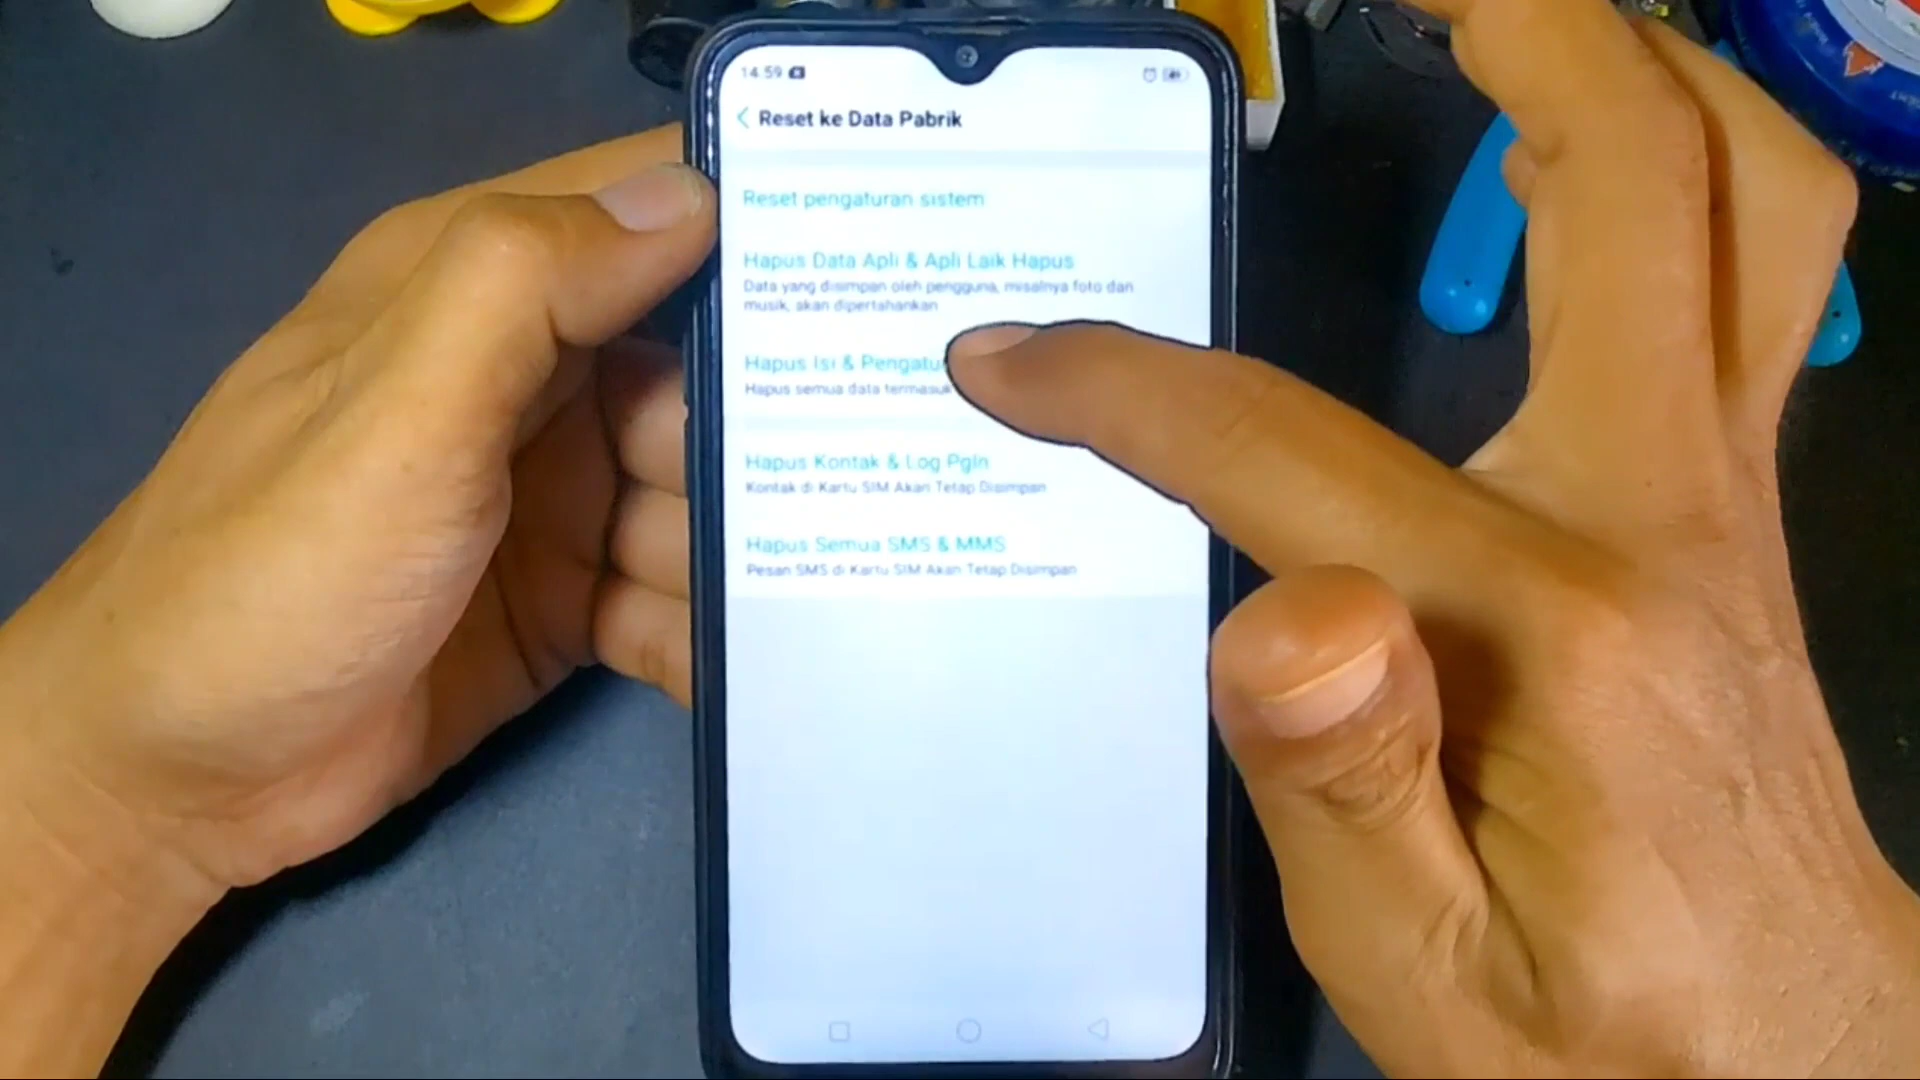 14:59
Reset ke Data Pabrik
Reset pengaturan sistem
Hapus Data Apli & Apli Laik Hapus
Data yang disimpan oleh pengguna, misalnya foto dan
musik, akan dipertahankan
Hapus Isi & Pengatu
Hapus semua data termasuk
Hapus Kontak & Log Pgln
Kontak di Kartu SIM Akan Tetap Disimpan
Hapus Semua SMS & MMS
Pesan SMS di Kartu SIM Akan Tetap Disimpan